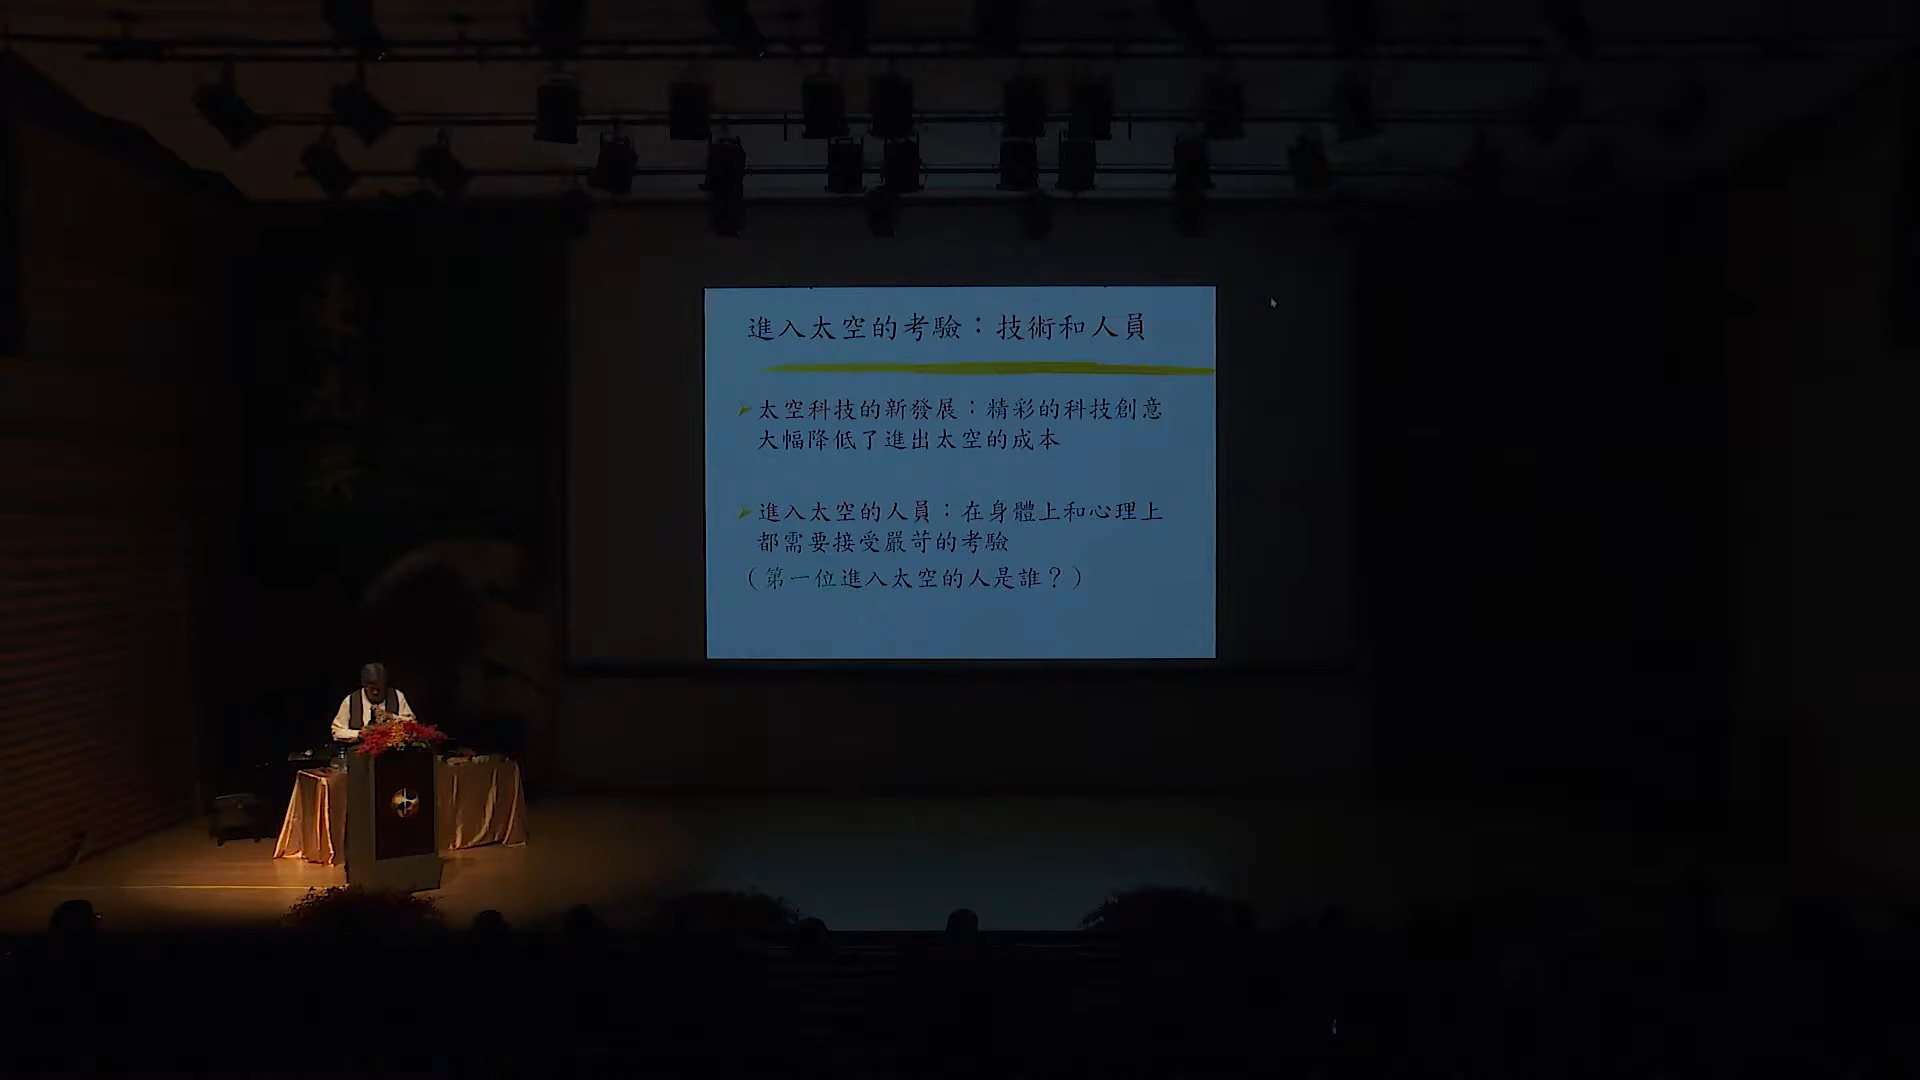 進入太空的考驗：技術和人員
太空科技的新發展：精彩的科技創意
大幅降低了進出太空的成本
進入太空的人員：在身體上和心理上
都需要接受嚴苛的考驗
（第一位進入太空的人是誰？）